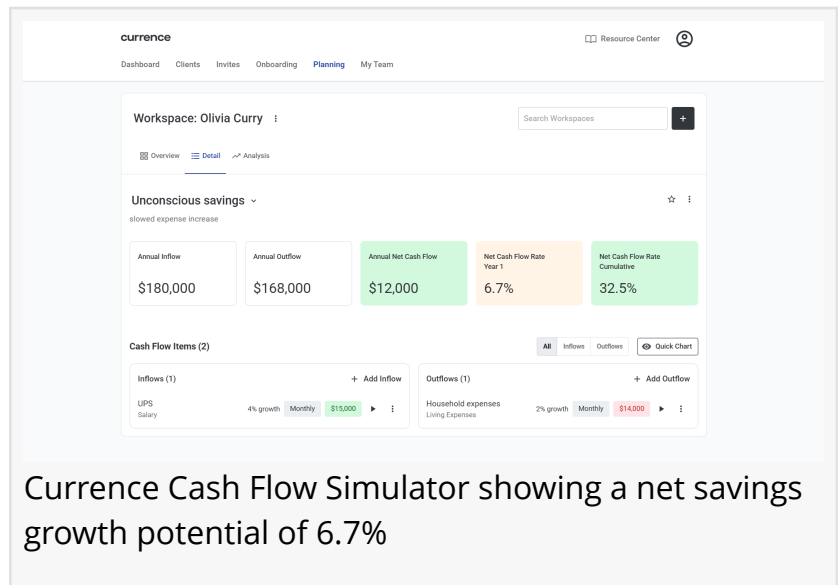 currence
Resource Center
Dashboard Clients Invites Onboarding Planning My Team
Workspace: Olivia Curry
Search Workspaces
+
Overview Detail Analysis
Unconscious savings
slowed expense increase
Annual Inflow
$180,000
Annual Outflow
$168,000
Annual Net Cash Flow
$12,000
Net Cash Flow Rate
Year 1
6.7%
Net Cash Flow Rate
Cumulative
32.5%
Cash Flow Items (2)
All Inflows Outflows Quick Chart
Inflows (1) + Add Inflow
UPS
Salary
4% growth Monthly $15,000
Outflows (1) + Add Outflow
Household expenses
Living Expenses
2% growth Monthly $14,000
Currence Cash Flow Simulator showing a net savings
growth potential of 6.7%